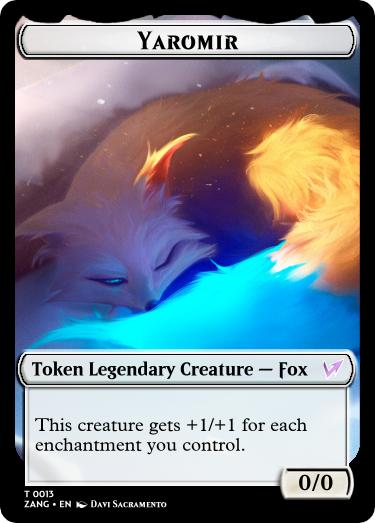 Yaromir
Token Legendary Creature — Fox
This creature gets +1/+1 for each
enchantment you control.
0/0
T 0013
ZANG • EN Davi Sacramento